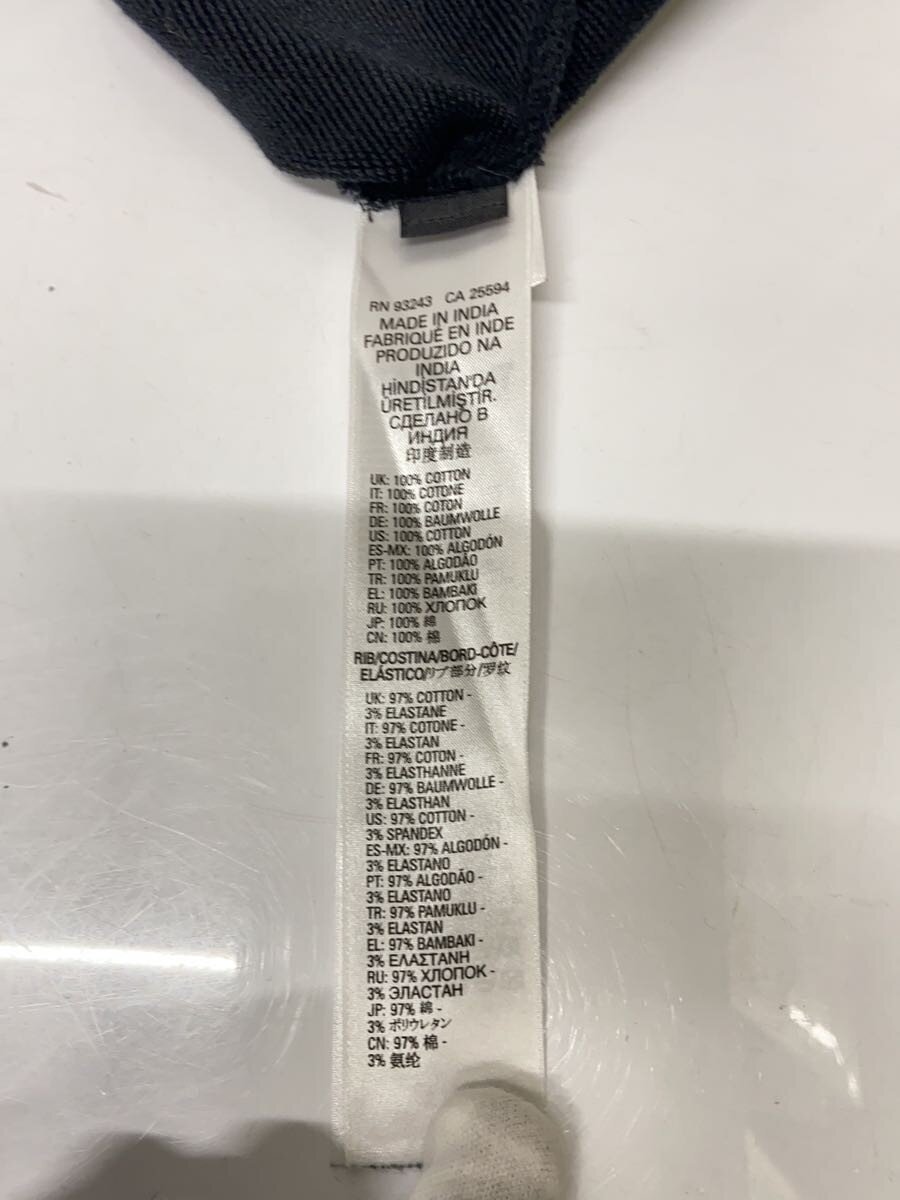 RN 93243 CA 25594
MADE IN INDIA
FABRIQUÉ EN INDE
PRODUZIDO NA
INDIA
HİNDİSTAN'DA
ÜRETILMIŞTIR.
СДЕЛАНО В
ИНДИЯ
印度制造
UK: 100% COTTON
IT: 100% COTONE
FR: 100% COTON
DE: 100% BAUMWOLLE
US: 100% COTTON
ES-MX: 100% ALGODÓN
PT: 100% ALGODÃO
TR: 100% PAMUKLU
EL: 100% BAMBAKI
RU: 100% ХЛОПОК
JP: 100% 綿
CN: 100% 棉
RIB/COSTINA/BORD-CÔTE/
ELÁSTICO/リブ部分/罗纹
UK: 97% COTTON -
3% ELASTANE
IT: 97% COTONE -
3% ELASTAN
FR: 97% COTON -
3% ELASTHANNE
DE: 97% BAUMWOLLE -
3% ELASTHAN
US: 97% COTTON -
3% SPANDEX
ES-MX: 97% ALGODÓN -
3% ELASTANO
PT: 97% ALGODÃO -
3% ELASTANO
TR: 97% PAMUKLU -
3% ELASTAN
EL: 97% BAMBAKI -
3% ΕΛΑΣΤΑΝΗ
RU: 97% ХЛОПОК -
3% ЭЛАСТАН
JP: 97% 綿 -
3% ポリウレタン
CN: 97% 棉 -
3% 氨纶